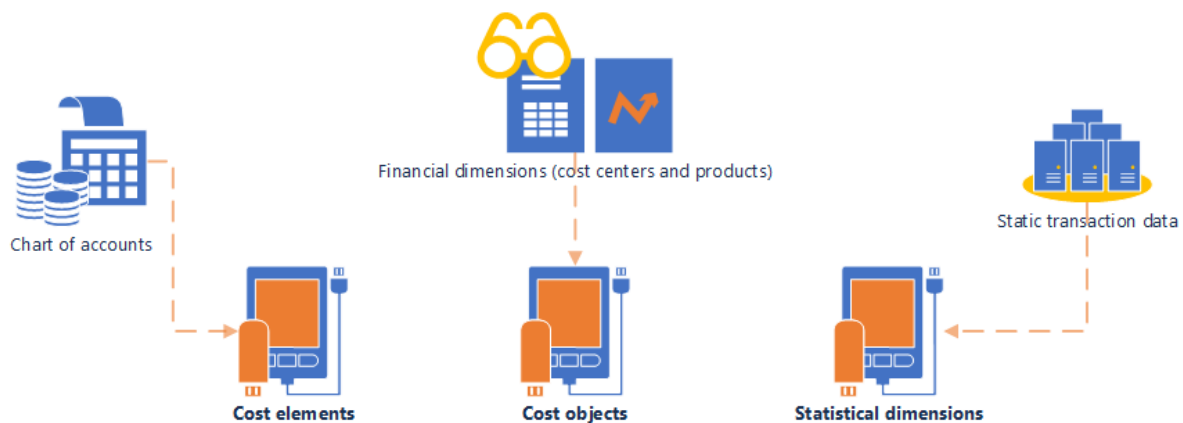 Financial dimensions (cost centers and products)
Chart of accounts
Static transaction data
Cost elements
Cost objects
Statistical dimensions